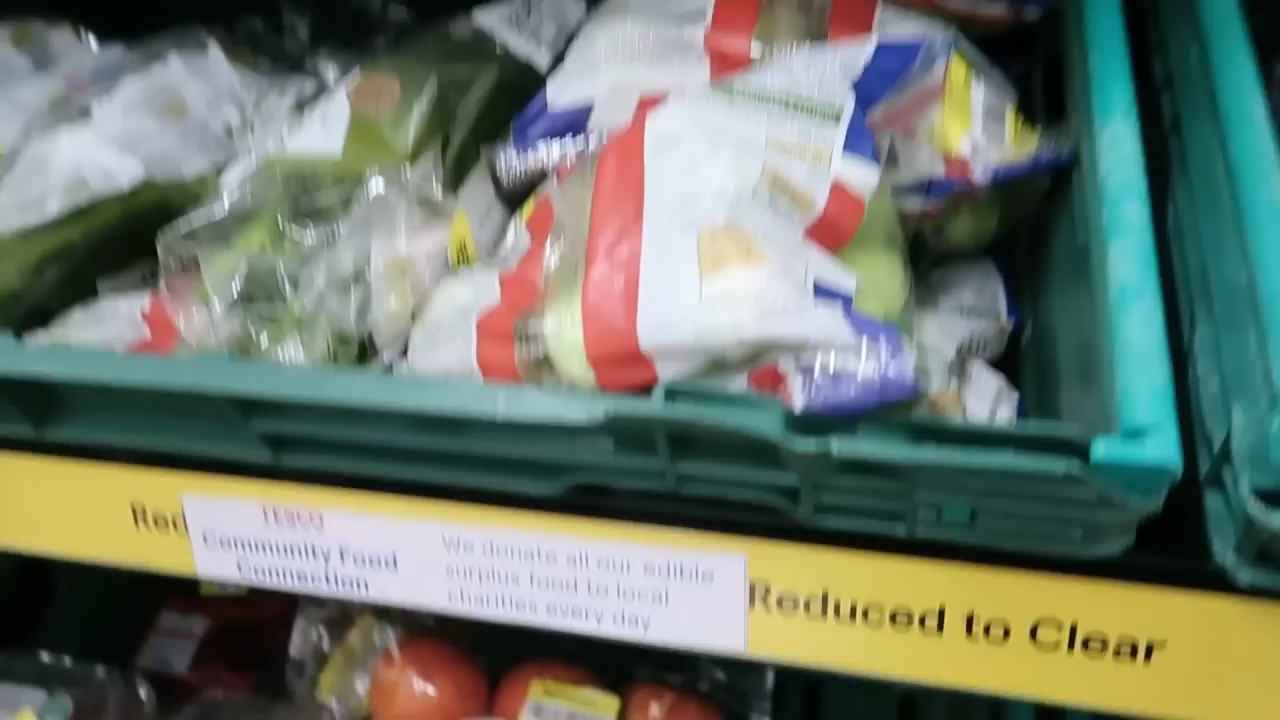 Red
TESCO
Community Food
Connection
We donate all our edible
surplus food to local
charities every day
Reduced to Clear